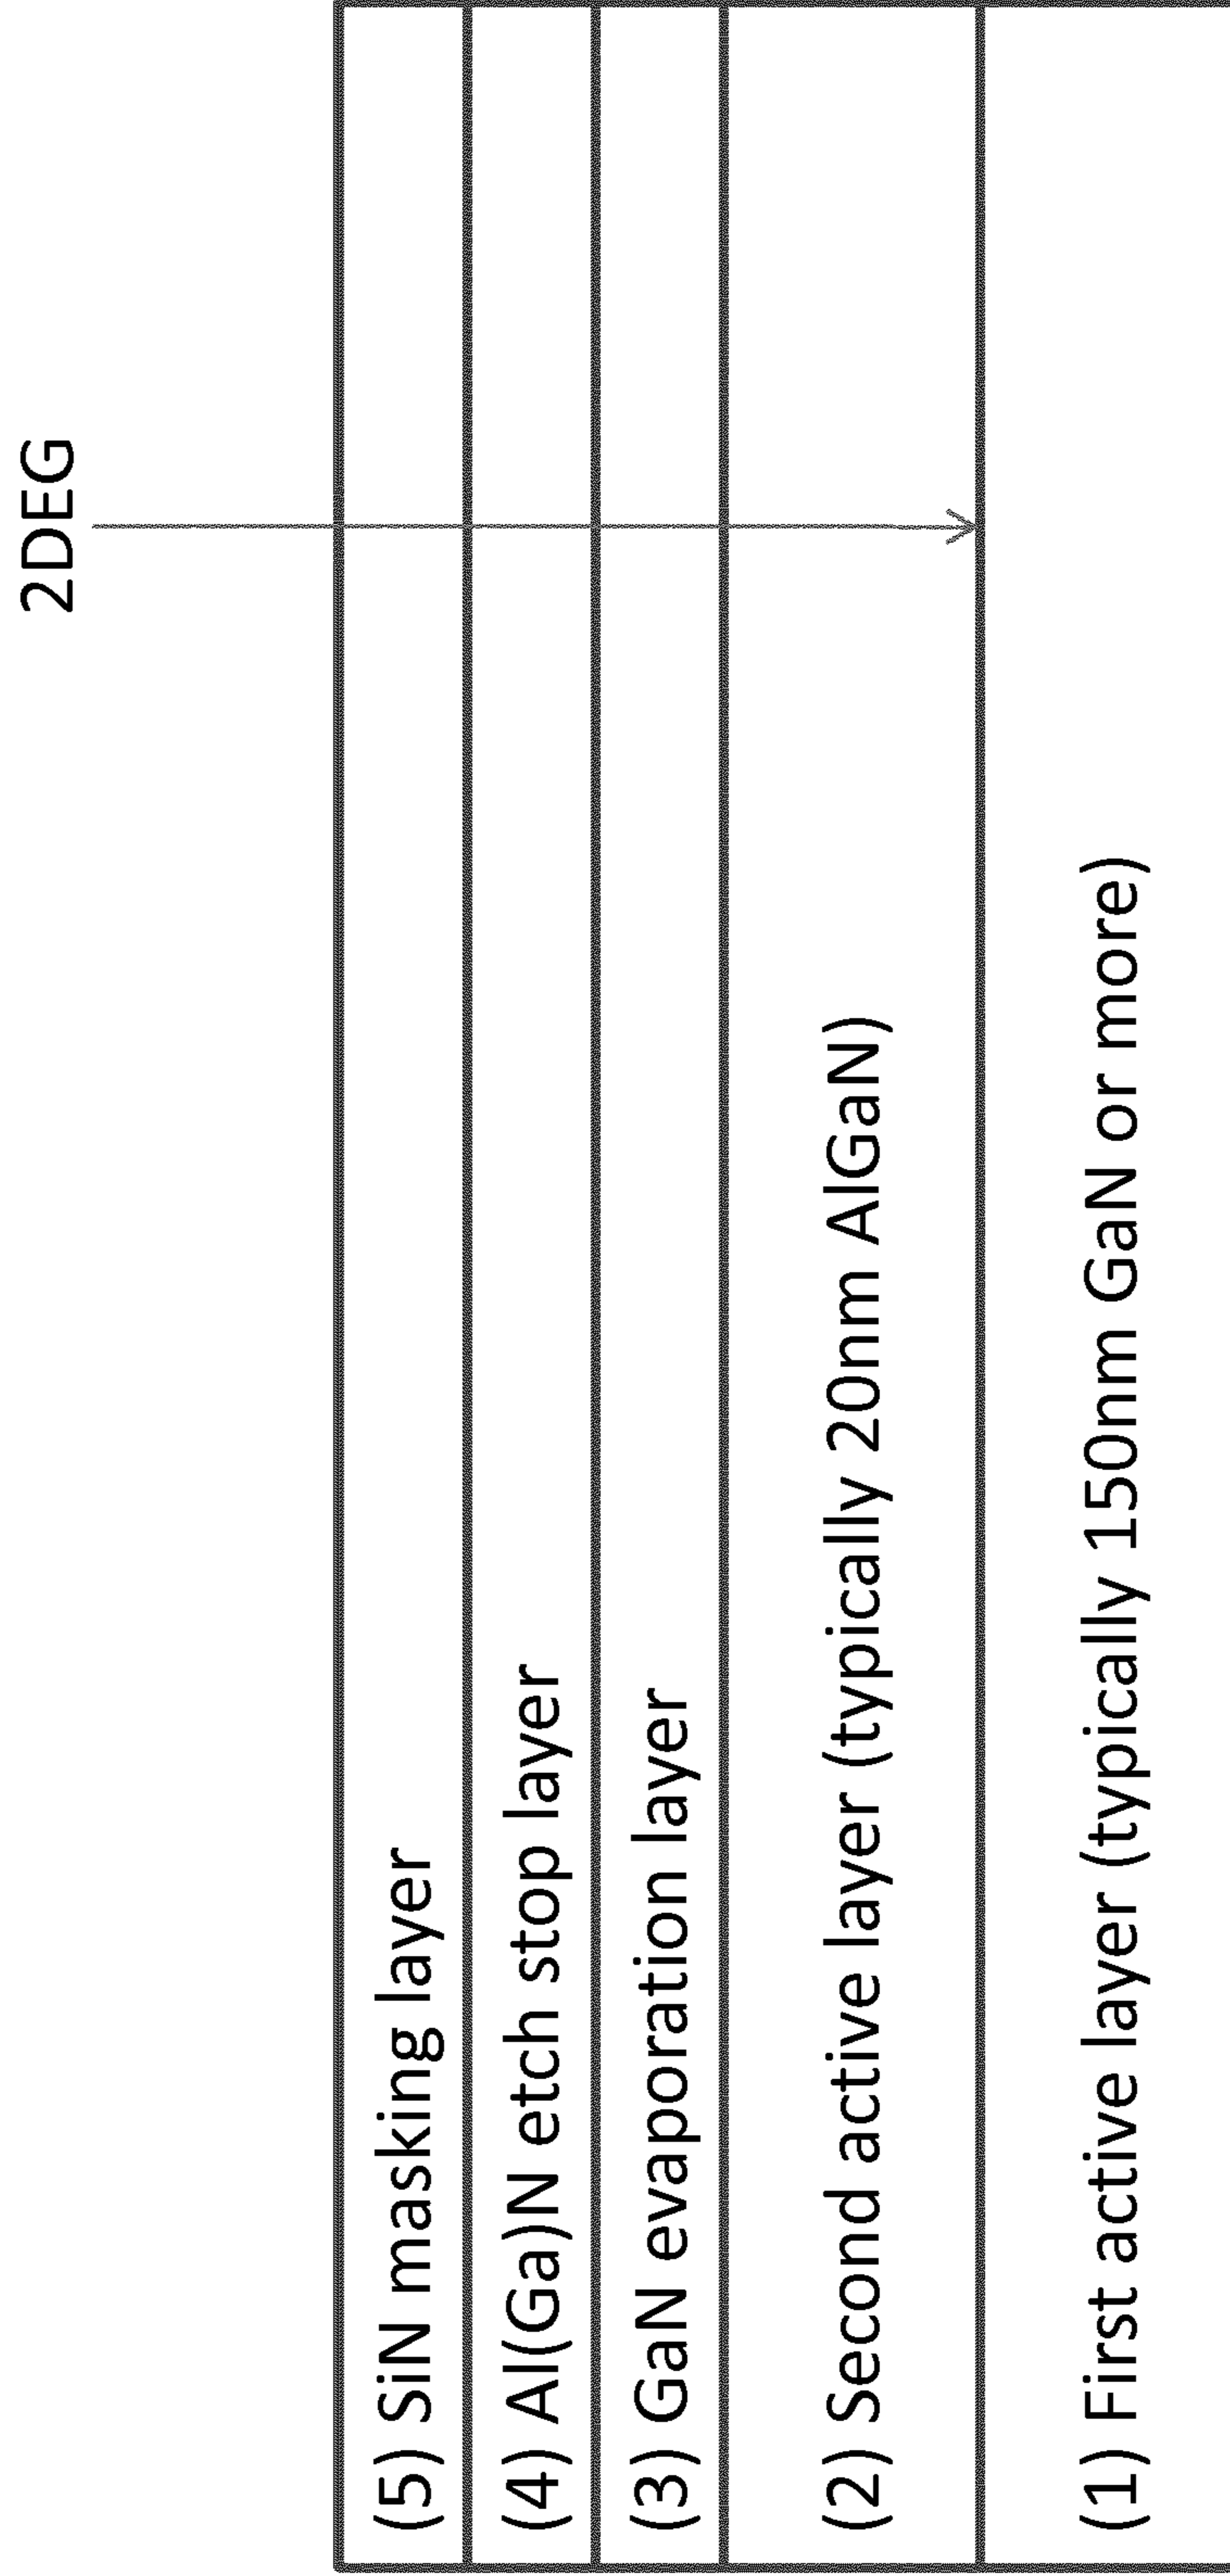 2DEG
(5) SiN masking layer
(4) Al(Ga)N etch stop layer
(3) GaN evaporation layer
(2) Second active layer (typically 20nm AlGaN)
(1) First active layer (typically 150nm GaN or more)